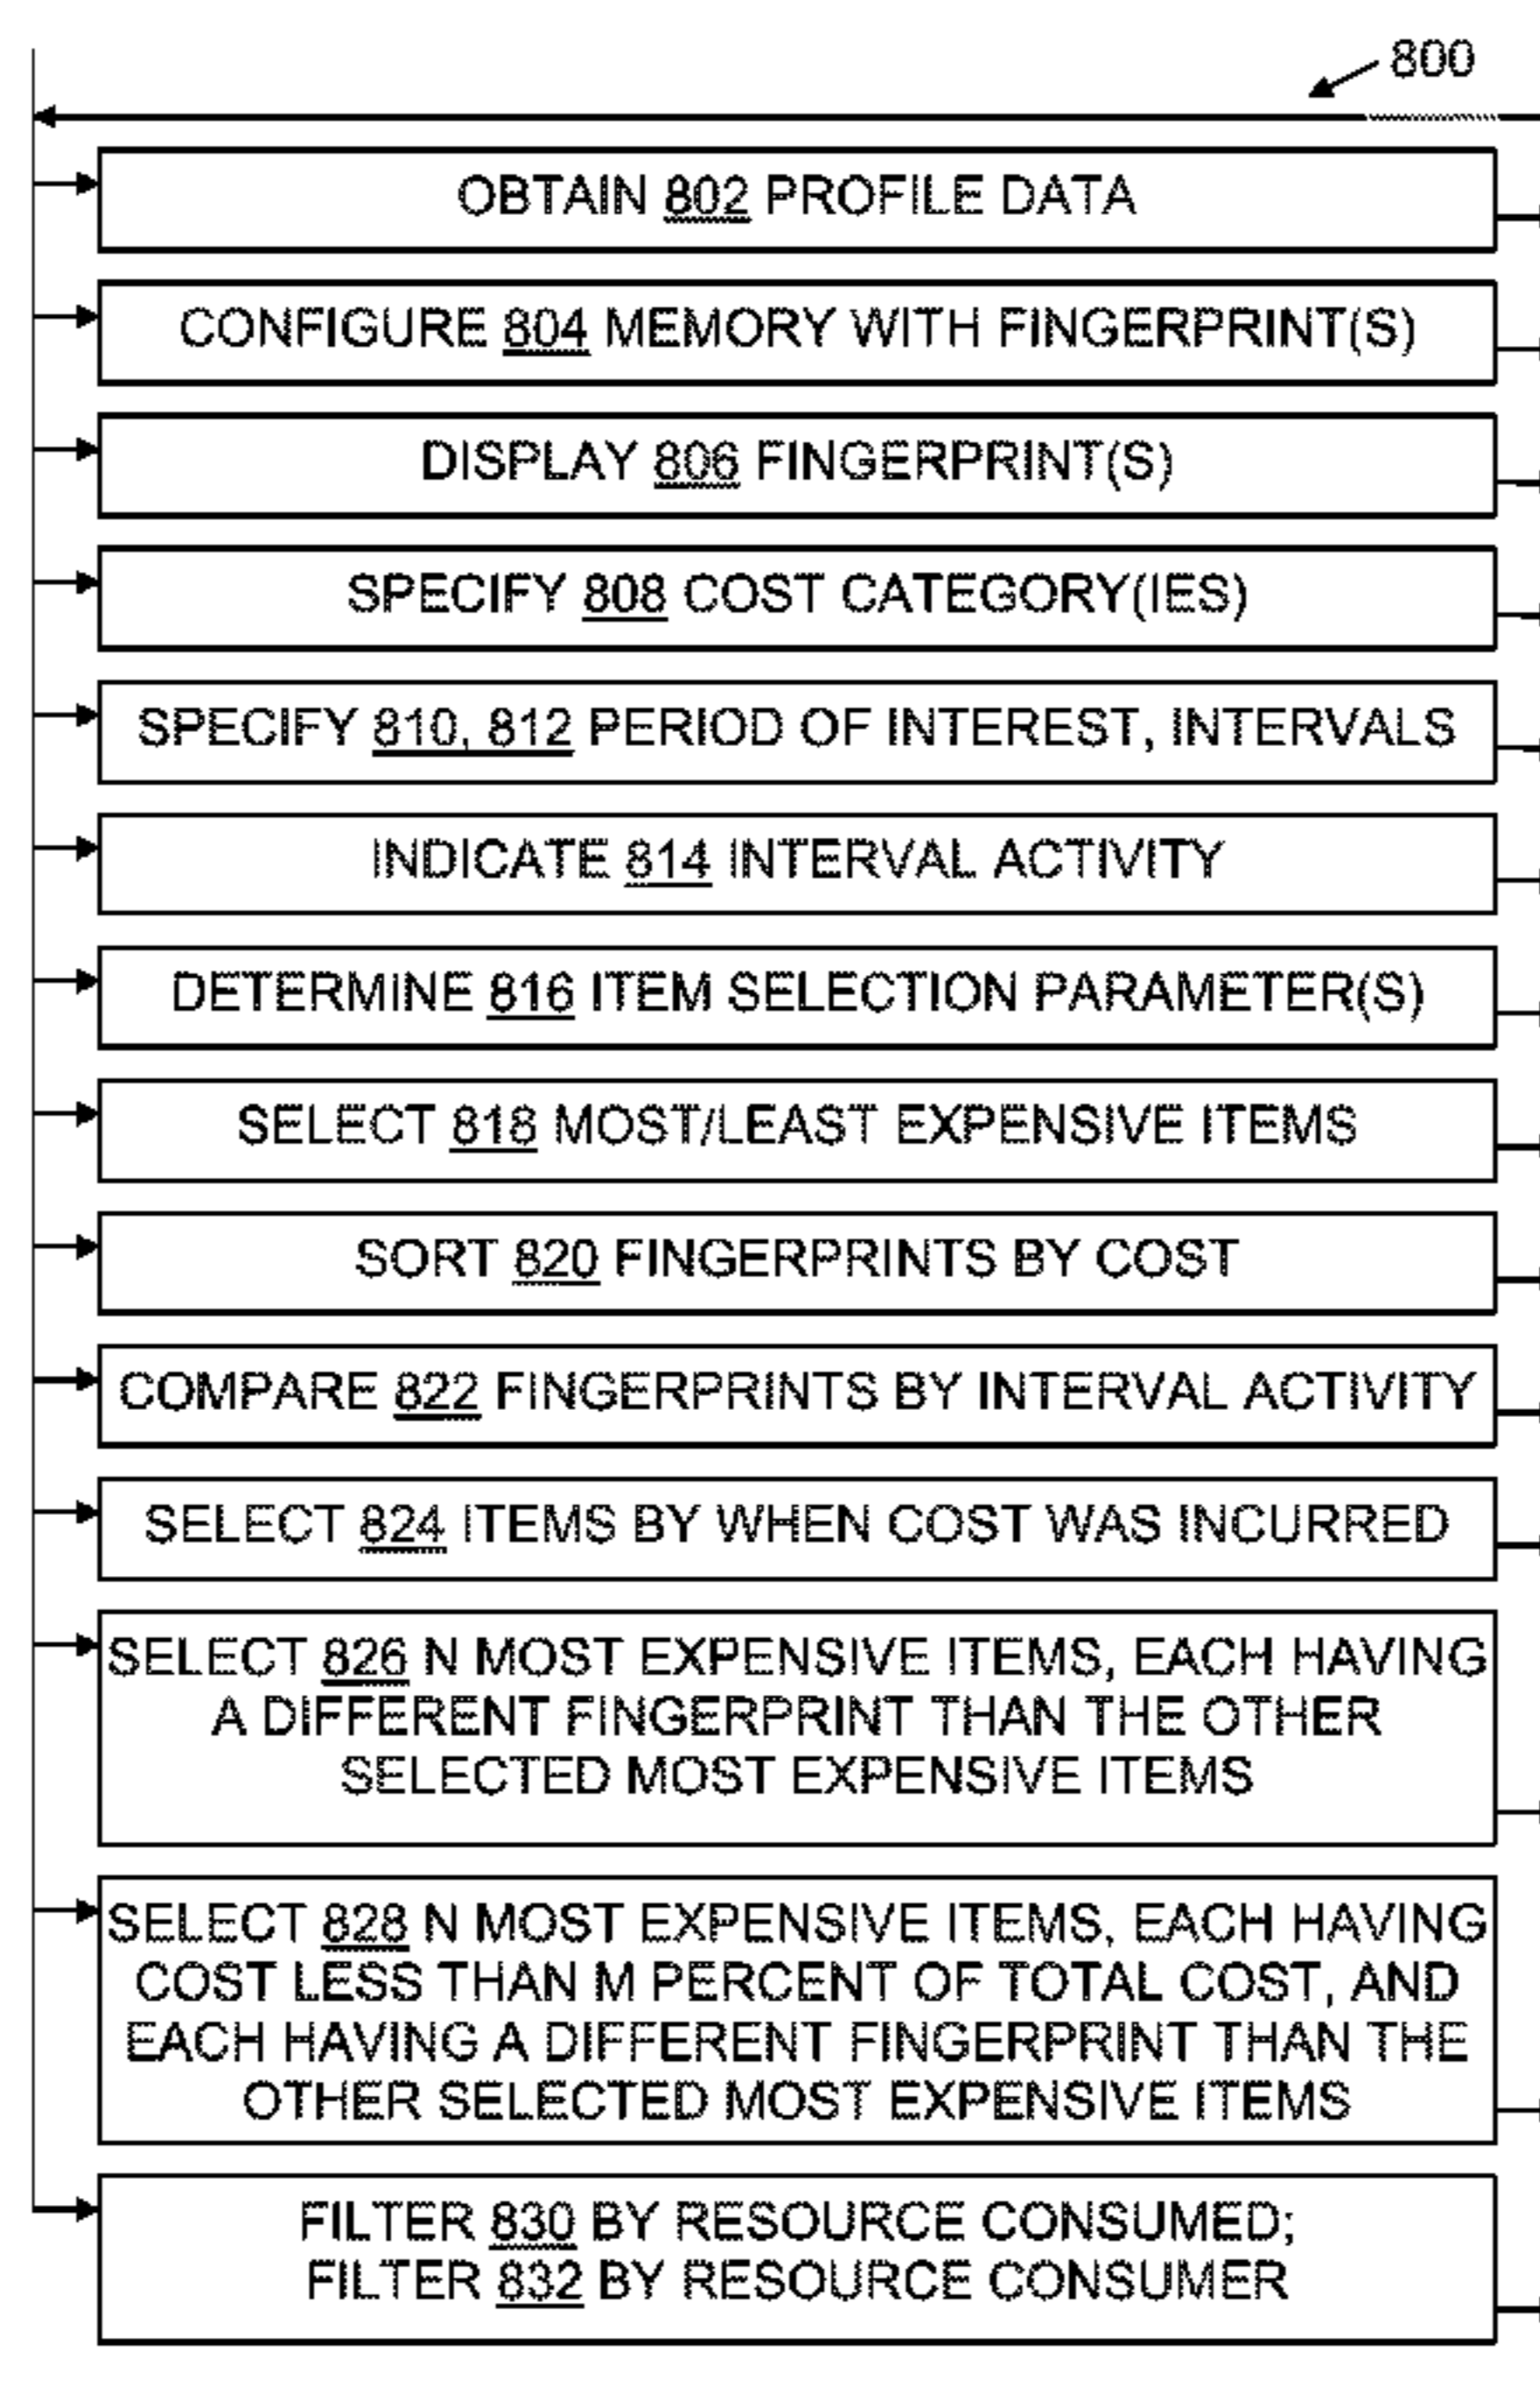 800
OBTAIN 802 PROFILE DATA
CONFIGURE 804 MEMORY WITH FINGERPRINT(S)
DISPLAY 806 FINGERPRINT(S)
SPECIFY 808 COST CATEGORY(IES)
SPECIFY 810, 812 PERIOD OF INTEREST, INTERVALS
INDICATE 814 INTERVAL ACTIVITY
DETERMINE 816 ITEM SELECTION PARAMETER(S)
SELECT 818 MOST/LEAST EXPENSIVE ITEMS
SORT 820 FINGERPRINTS BY COST
COMPARE 822 FINGERPRINTS BY INTERVAL ACTIVITY
SELECT 824 ITEMS BY WHEN COST WAS INCURRED
SELECT 826 N MOST EXPENSIVE ITEMS, EACH HAVING
A DIFFERENT FINGERPRINT THAN THE OTHER
SELECTED MOST EXPENSIVE ITEMS
SELECT 828 N MOST EXPENSIVE ITEMS, EACH HAVING
COST LESS THAN M PERCENT OF TOTAL COST, AND
EACH HAVING A DIFFERENT FINGERPRINT THAN THE
OTHER SELECTED MOST EXPENSIVE ITEMS
FILTER 830 BY RESOURCE CONSUMED;
FILTER 832 BY RESOURCE CONSUMER